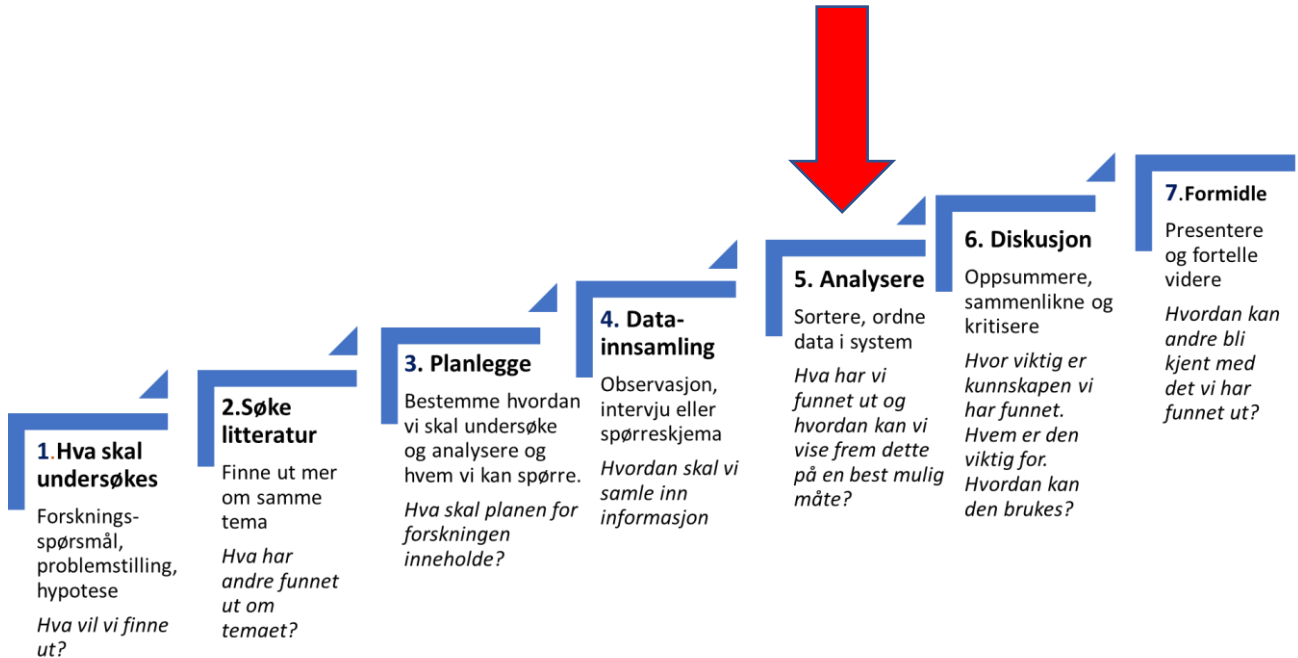 1.Hva skal
undersøkes
Forsknings-
spørsmål,
problemstilling,
hypotese
Hva vil vi finne
ut?
2.Søke
litteratur
Finne ut mer
om samme
tema
Hva har
andre funnet
ut om
temaet?
3. Planlegge
Bestemme hvordan
vi skal undersøke
og analysere og
hvem vi kan spørre.
Hva skal planen for
forskningen
inneholde?
4. Data-
innsamling
Observasjon,
intervju eller
spørreskjema
Hvordan skal vi
samle inn
informasjon
5. Analysere
Sortere, ordne
data i system
Hva har vi
funnet ut og
hvordan kan vi
vise frem dette
på en best mulig
måte?
6. Diskusjon
Oppsummere,
sammenlikne og
kritisere
Hvor viktig er
kunnskapen vi
har funnet.
Hvem er den
viktig for.
Hvordan kan
den brukes?
7.Formidle
Presentere
og fortelle
videre
Hvordan kan
andre bli
kjent med
det vi har
funnet ut?